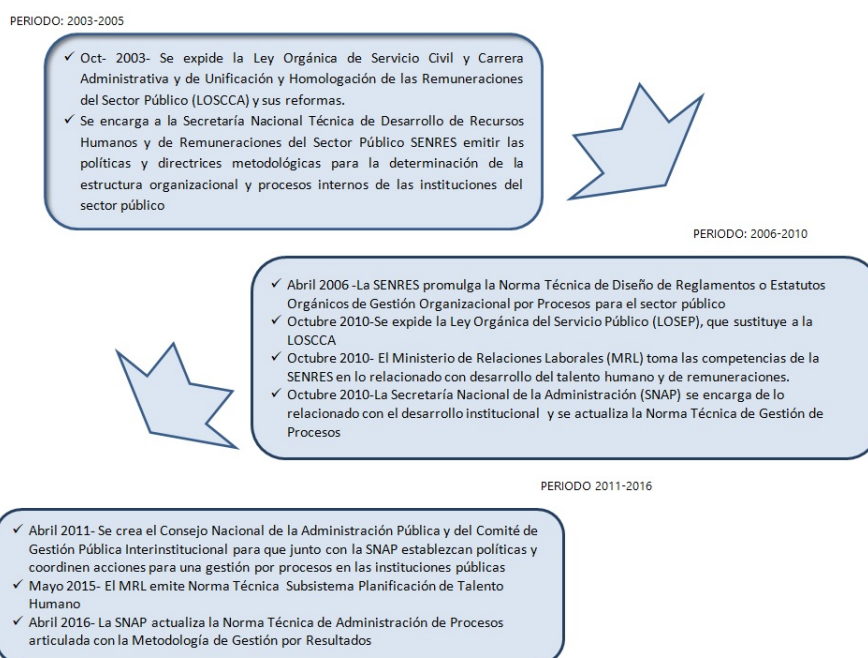 PERIODO: 2003-2005
✓ Oct- 2003- Se expide la Ley Orgánica de Servicio Civil y Carrera
Administrativa y de Unificación y Homologación de las Remuneraciones
del Sector Público (LOSCCA) y sus reformas.
✓ Se encarga a la Secretaría Nacional Técnica de Desarrollo de Recursos
Humanos y de Remuneraciones del Sector Público SENRES emitir las
políticas y directrices metodológicas para la determinación de la
estructura organizacional y procesos internos de las instituciones del
sector público
PERIODO: 2006-2010
✓ Abril 2006 -La SENRES promulga la Norma Técnica de Diseño de Reglamentos o Estatutos
Orgánicos de Gestión Organizacional por Procesos para el sector público
✓ Octubre 2010-Se expide la Ley Orgánica del Servicio Público (LOSEP), que sustituye a la
LOSCCA
✓ Octubre 2010- El Ministerio de Relaciones Laborales (MRL) toma las competencias de la
SENRES en lo relacionado con desarrollo del talento humano y de remuneraciones.
✓ Octubre 2010-La Secretaría Nacional de la Administración (SNAP) se encarga de lo
relacionado con el desarrollo institucional y se actualiza la Norma Técnica de Gestión de
Procesos
PERIODO 2011-2016
✓ Abril 2011- Se crea el Consejo Nacional de la Administración Pública y del Comité de
Gestión Pública Interinstitucional para que junto con la SNAP establezcan políticas y
coordinen acciones para una gestión por procesos en las instituciones públicas
✓ Mayo 2015- El MRL emite Norma Técnica Subsistema Planificación de Talento
Humano
✓ Abril 2016- La SNAP actualiza la Norma Técnica de Administración de Procesos
articulada con la Metodología de Gestión por Resultados